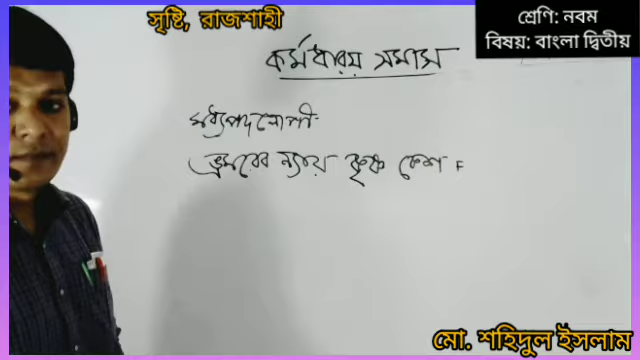 সৃষ্টি, রাজশাহী
শ্রেণি: নবম
বিষয়: বাংলা দ্বিতীয়
কর্মধারয় সমাস
মধ্যপদলোপী
ভ্রমরের ন্যায় কৃষ্ণ কেশ =
মো. শহিদুল ইসলাম